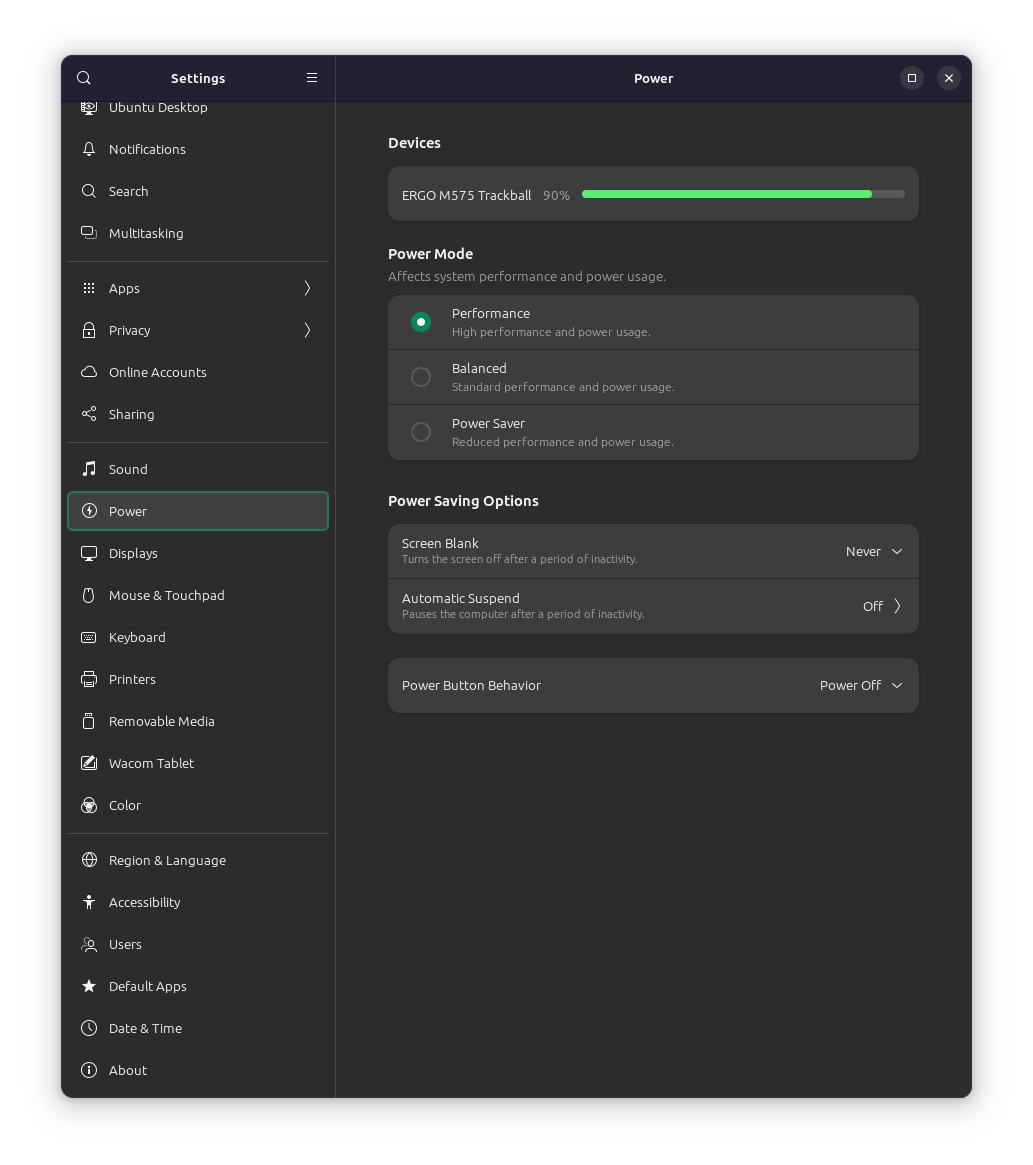 Settings
Power
Ubuntu Desktop
Notifications
Search
Multitasking
Apps
Privacy
Online Accounts
Sharing
Sound
Power
Displays
Mouse & Touchpad
Keyboard
Printers
Removable Media
Wacom Tablet
Color
Region & Language
Accessibility
Users
Default Apps
Date & Time
About
Devices
ERGO M575 Trackball 90%
Power Mode
Affects system performance and power usage.
Performance
High performance and power usage.
Balanced
Standard performance and power usage.
Power Saver
Reduced performance and power usage.
Power Saving Options
Screen Blank
Turns the screen off after a period of inactivity.
Never
Automatic Suspend
Pauses the computer after a period of inactivity.
Off
Power Button Behavior
Power Off